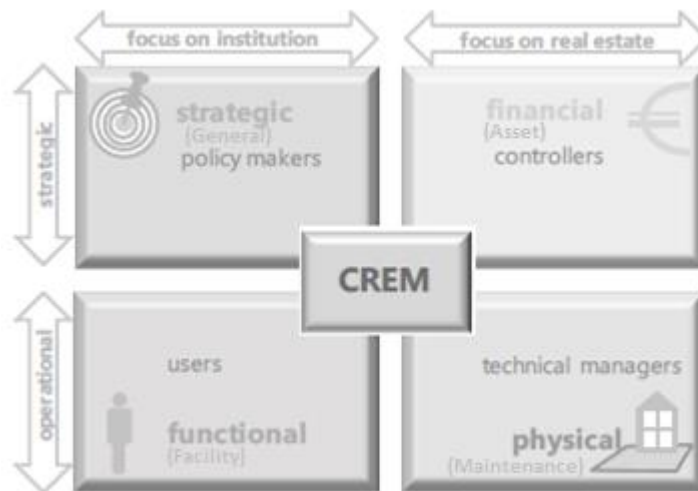 focus on institution
focus on real estate
strategic
strategic
(General)
policy makers
financial
(Asset)
controllers
CREM
operational
users
functional
(Facility)
technical managers
physical
(Maintenance)